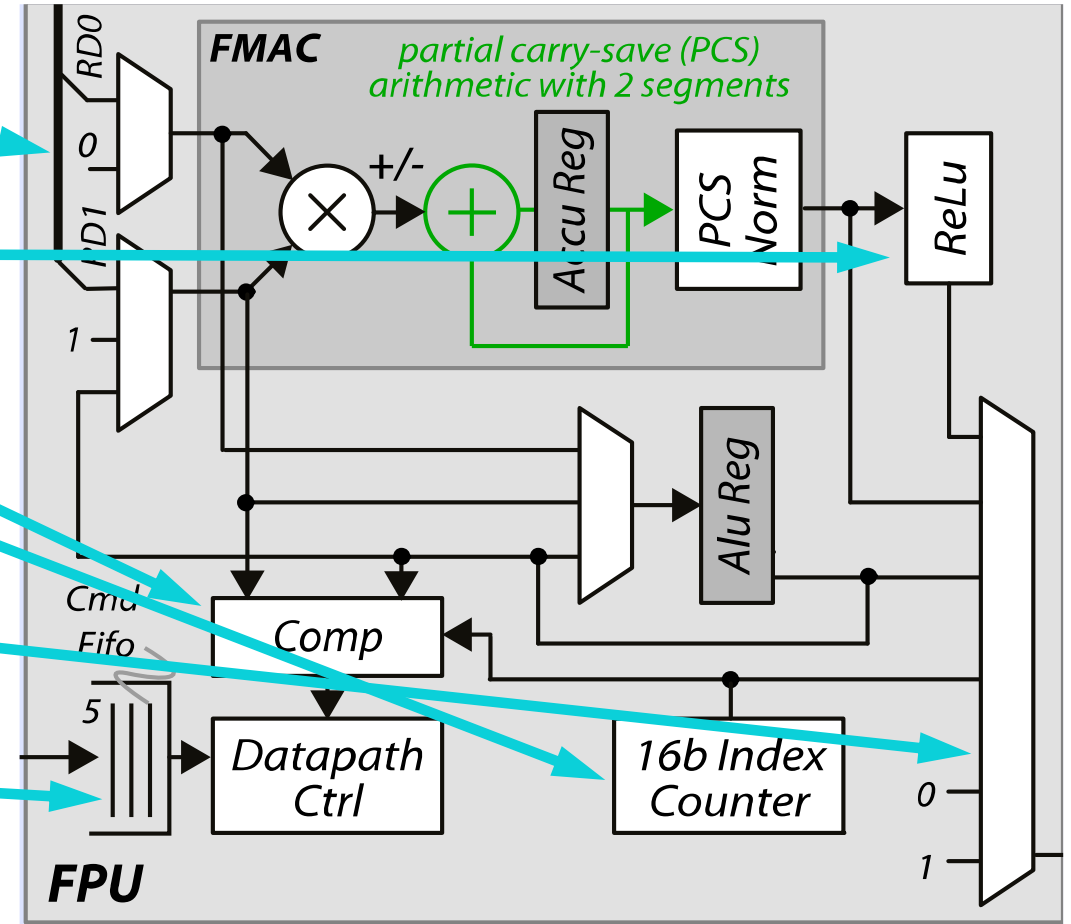 RD0
FMAC
partial carry-save (PCS)
arithmetic with 2 segments
0
+/-
Accu Reg
PCS
Norm
ReLu
RD1
1
Alu Reg
Cmd
Fifo
Comp
5
Datapath
Ctrl
16b Index
Counter
0
1
FPU